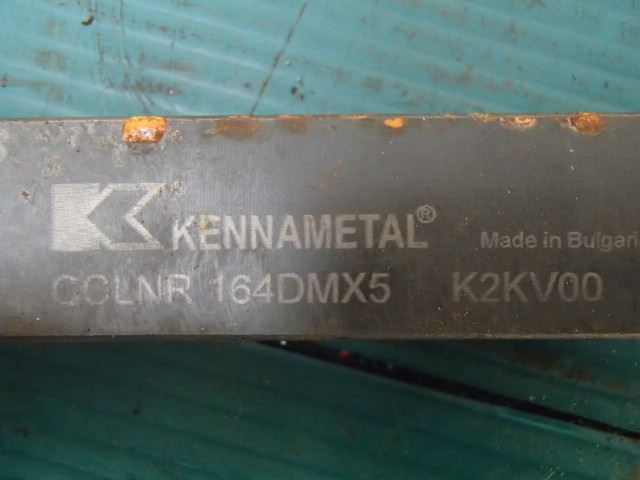 KENNAMETAL® Made in Bulgari
CCLNR 164DMX5 K2KV00